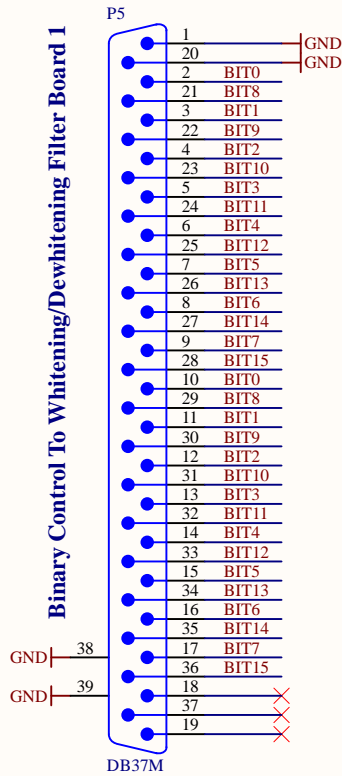 P5
Binary Control To Whitening/Dewhitening Filter Board 1
1 GND
20 GND
2 BIT0
21 BIT8
3 BIT1
22 BIT9
4 BIT2
23 BIT10
5 BIT3
24 BIT11
6 BIT4
25 BIT12
7 BIT5
26 BIT13
8 BIT6
27 BIT14
9 BIT7
28 BIT15
10 BIT0
29 BIT8
11 BIT1
30 BIT9
12 BIT2
31 BIT10
13 BIT3
32 BIT11
14 BIT4
33 BIT12
15 BIT5
34 BIT13
16 BIT6
35 BIT14
GND 38
17 BIT7
36 BIT15
GND 39
18
37
19
DB37M